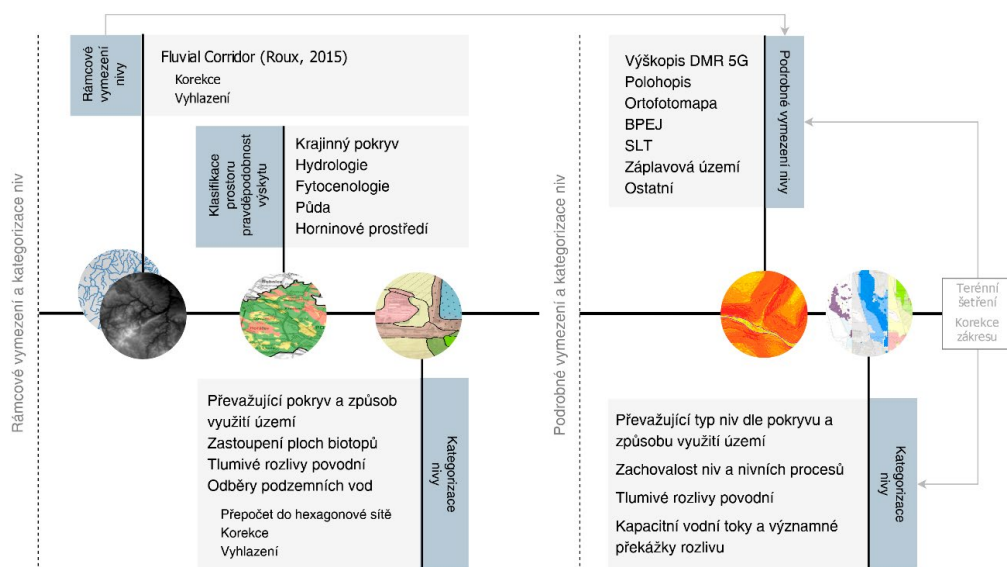 Rámcové vymezení a kategorizace niv
Rámcové
vymezení
nivy
Fluvial Corridor (Roux, 2015)
Korekce
Vyhlazení
Klasifikace
prostoru
pravděpodobnost
výskytu
Krajinný pokryv
Hydrologie
Fytocenologie
Půda
Horninové prostředí
Převažující pokryv a způsob
využití území
Zastoupení ploch biotopů
Tlumivé rozlivy povodní
Odběry podzemních vod
Přepočet do hexagonové sítě
Korekce
Vyhlazení
Kategorizace
nivy
Podrobné vymezení a kategorizace niv
Výškopis DMR 5G
Polohopis
Ortofotomapa
BPEJ
SLT
Záplavová území
Ostatní
Podrobné
vymezení nivy
Terénní
šetření
Korekce
zákresu
Převažující typ niv dle pokryvu a
způsobu využití území
Zachovalost niv a nivních procesů
Tlumivé rozlivy povodní
Kapacitní vodní toky a významné
překážky rozlivu
Kategorizace
nivy